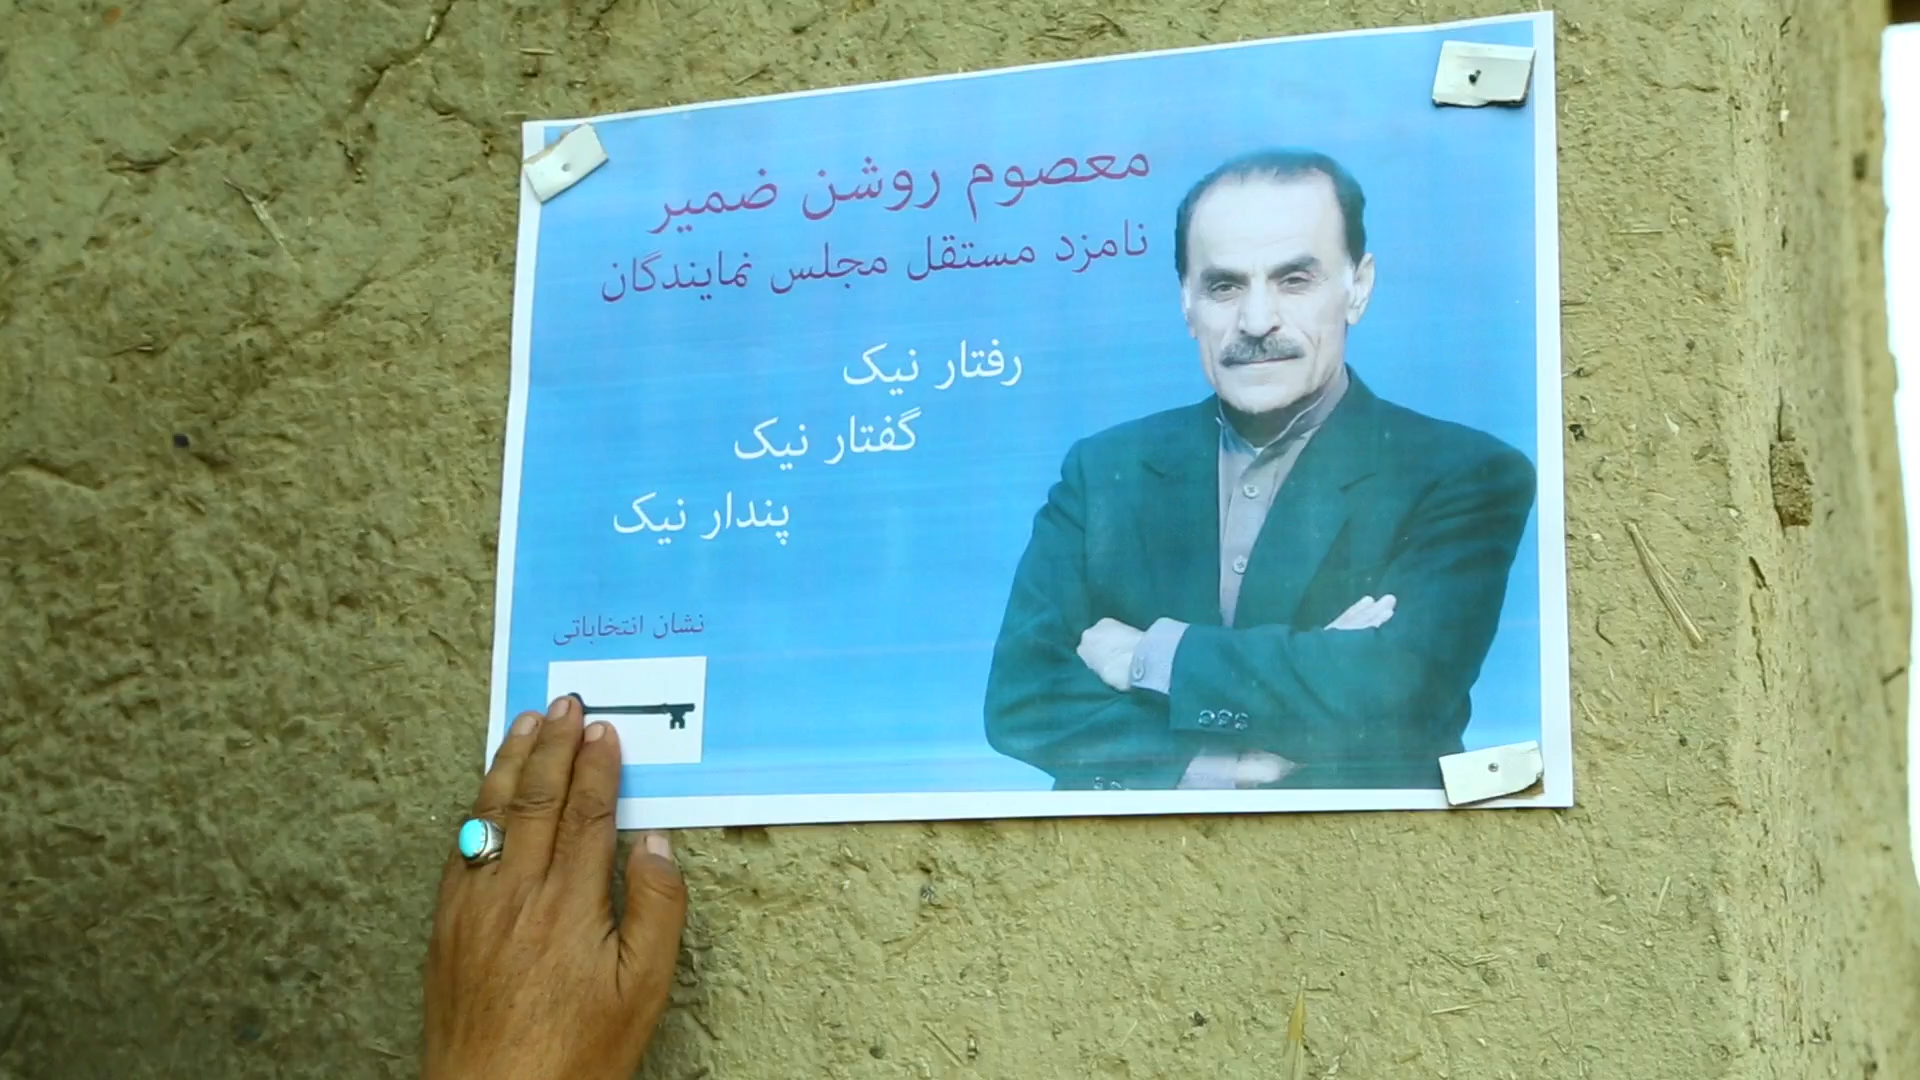 معصوم روشن ضمیر
نامزد مستقل مجلس نمایندگان
رفتار نیک
گفتار نیک
پندار نیک
نشان انتخاباتی